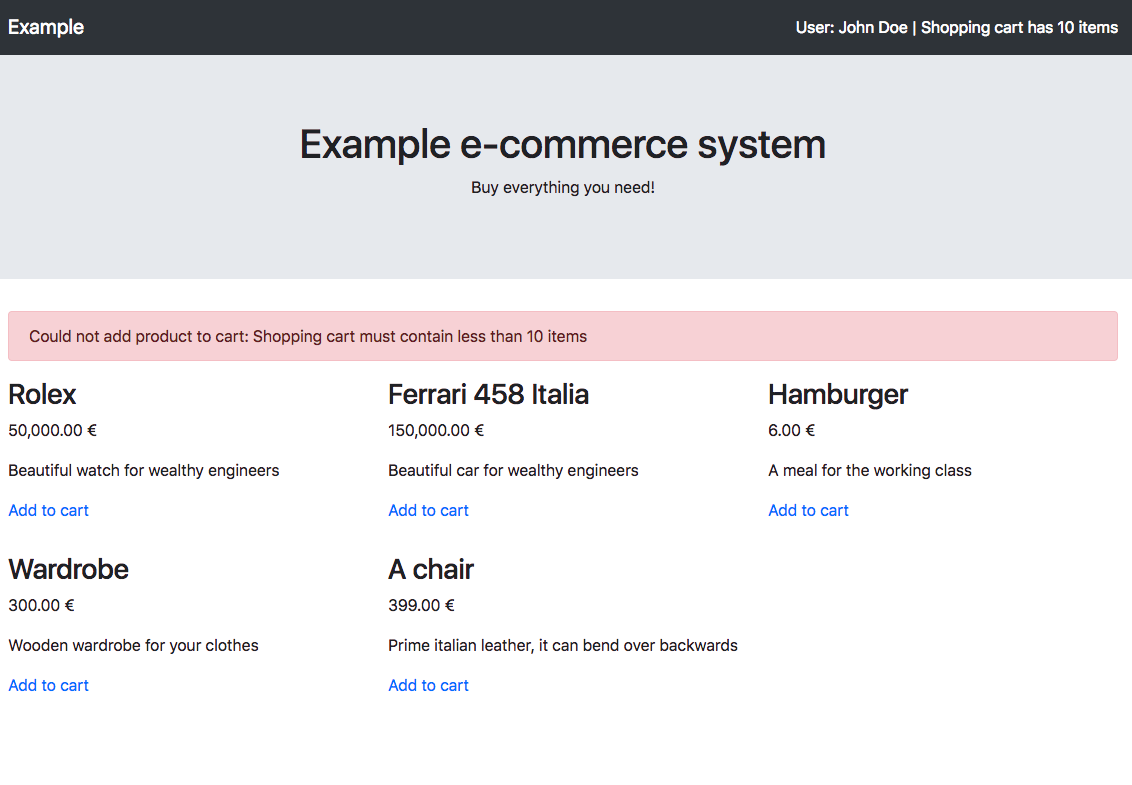 Example
User: John Doe | Shopping cart has 10 items
Example e-commerce system
Buy everything you need!
Could not add product to cart: Shopping cart must contain less than 10 items
Rolex
50,000.00 €
Beautiful watch for wealthy engineers
Add to cart
Ferrari 458 Italia
150,000.00 €
Beautiful car for wealthy engineers
Add to cart
Hamburger
6.00 €
A meal for the working class
Add to cart
Wardrobe
300.00 €
Wooden wardrobe for your clothes
Add to cart
A chair
399.00 €
Prime italian leather, it can bend over backwards
Add to cart